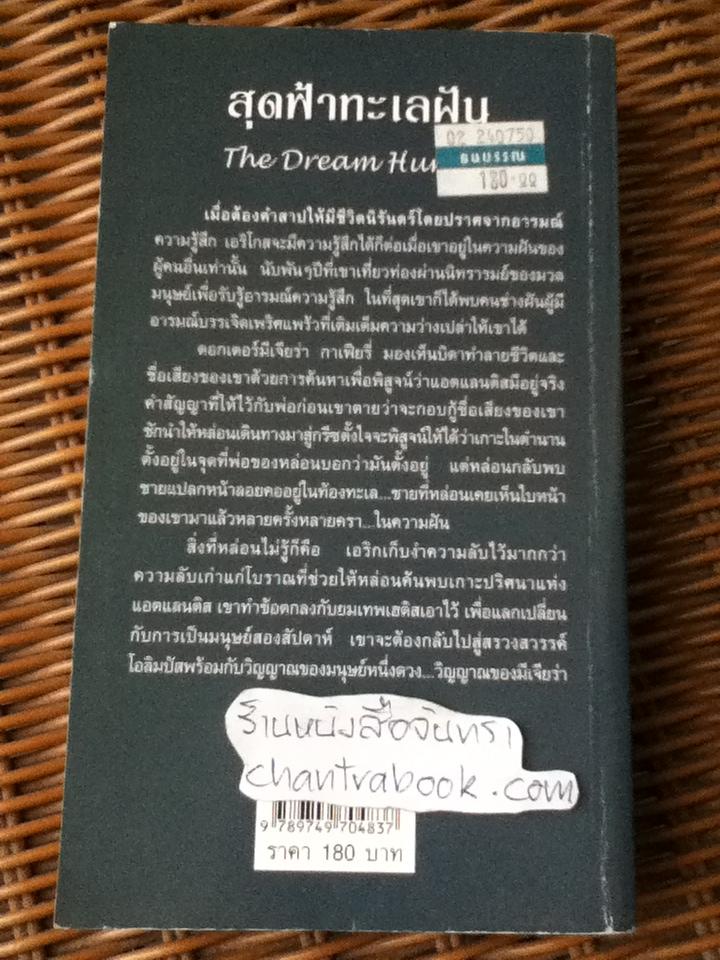 สุดฟ้าทะเลฝัน
The Dream Hun
02 240750
ธนบรรณ
180.00
เมื่อต้องคำสาปให้มีชีวิตนิรันดร์โดยปราศจากอารมณ์
ความรู้สึก เอริโกสจะมีความรู้สึกได้ก็ต่อเมื่อเขาอยู่ในความฝันของ
ผู้คนอื่นเท่านั้น นับพันๆปีที่เขาเที่ยวท่องผ่านนิทรารมย์ของมวล
มนุษย์เพื่อรับรู้อารมณ์ความรู้สึก ในที่สุดเขาก็ได้พบคนช่างฝันผู้มี
อารมณ์บรรเจิดเพริศแพร้วที่เติมเต็มความว่างเปล่าให้เขาได้
ดอกเตอร์มีเจียร่า กาเฟียรี่ มองเห็นบิดาทำลายชีวิตและ
ชื่อเสียงของเขาด้วยการค้นหาเพื่อพิสูจน์ว่าแอตแลนติสมีอยู่จริง
คำสัญญาที่ให้ไว้กับพ่อก่อนเขาตายว่าจะกอบกู้ชื่อเสียงของเขา
ชักนำให้หล่อนเดินทางมาสู่กรีซตั้งใจจะพิสูจน์ให้ได้ว่าเกาะในตำนาน
ตั้งอยู่ในจุดที่พ่อของหล่อนบอกว่ามันตั้งอยู่ แต่หล่อนกลับพบ
ชายแปลกหน้าลอยคออยู่ในท้องทะเล...ชายที่หล่อนเคยเห็นใบหน้า
ของเขามาแล้วหลายครั้งหลายครา...ในความฝัน
สิ่งที่หล่อนไม่รู้ก็คือ เอริกเก็บงำความลับไว้มากกว่า
ความลับเก่าแก่โบราณที่ช่วยให้หล่อนค้นพบเกาะปริศนาแห่ง
แอตแลนติส เขาทำข้อตกลงกับยมเทพเฮดิสเอาไว้ เพื่อแลกเปลี่ยน
กับการเป็นมนุษย์สองสัปดาห์ เขาจะต้องกลับไปสู่สรวงสวรรค์
โอลิมปัสพร้อมกับวิญญาณของมนุษย์หนึ่งดวง...วิญญาณของมีเจียร่า
ร้านหนังสือจันทรา
chantrabook.com
9 789749 704837
ราคา 180 บาท